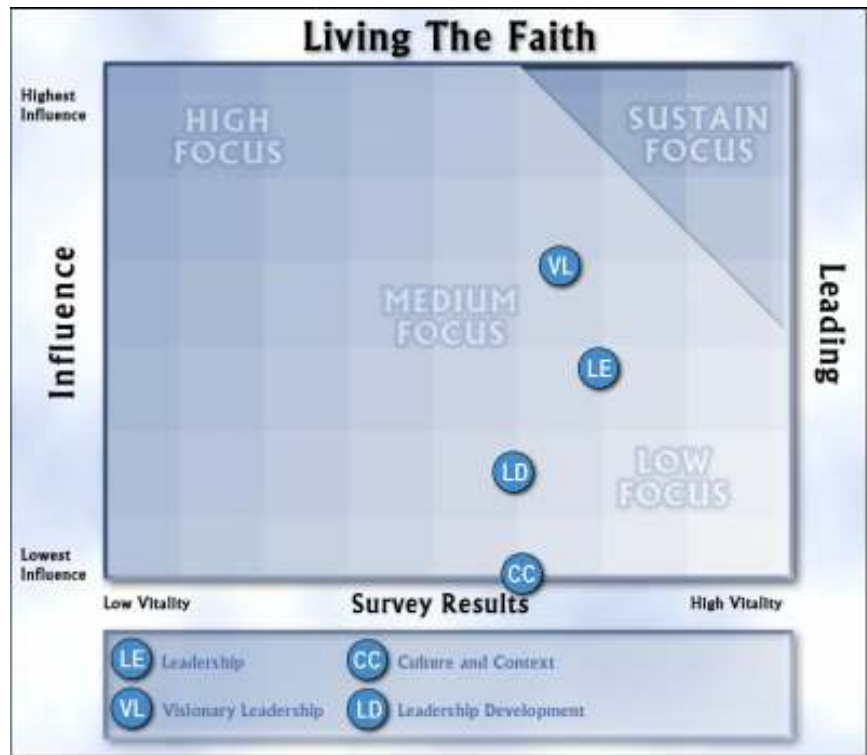 Living The Faith
Highest
Influence
HIGH
FOCUS
SUSTAIN
FOCUS
VL
Influence
MEDIUM
FOCUS
Leading
LE
LD
LOW
FOCUS
Lowest
Influence
CC
Low Vitality
Survey Results
High Vitality
LE Leadership
CC Culture and Context
VL Visionary Leadership
LD Leadership Development